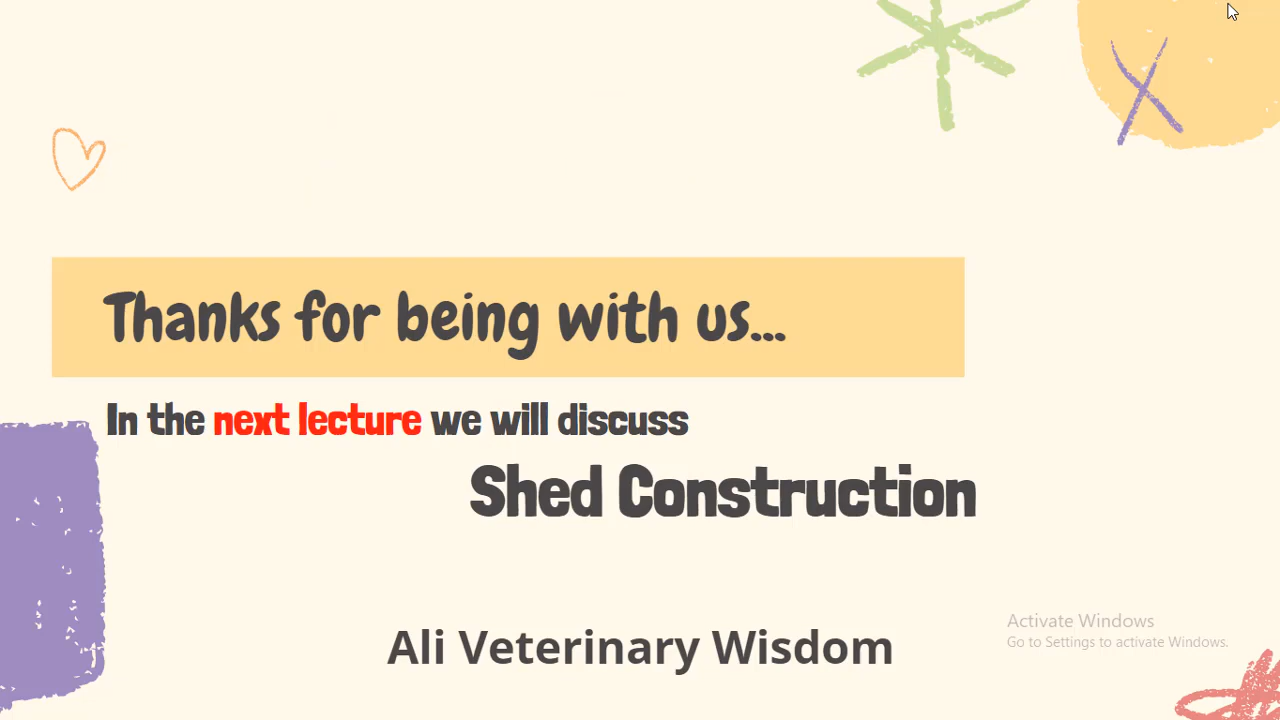 Thanks for being with us...
In the next lecture we will discuss
Shed Construction
Ali Veterinary Wisdom
Activate Windows
Go to Settings to activate Windows.